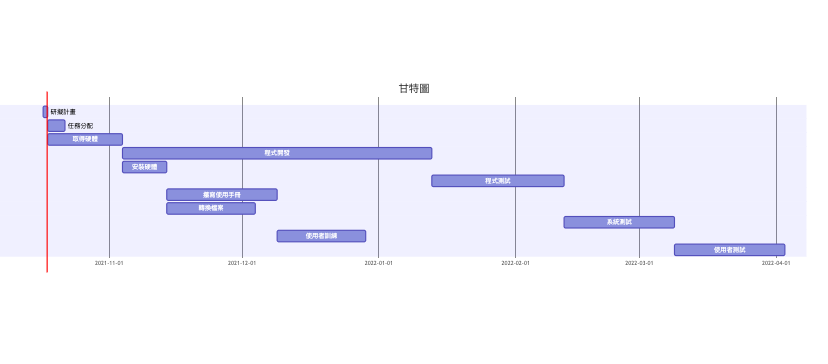 甘特圖
研擬計畫
任務分配
取得硬體
程式開發
安裝硬體
程式測試
撰寫使用手冊
轉換檔案
系統測試
使用者訓練
使用者測試
2021-11-01 2021-12-01 2022-01-01 2022-02-01 2022-03-01 2022-04-01